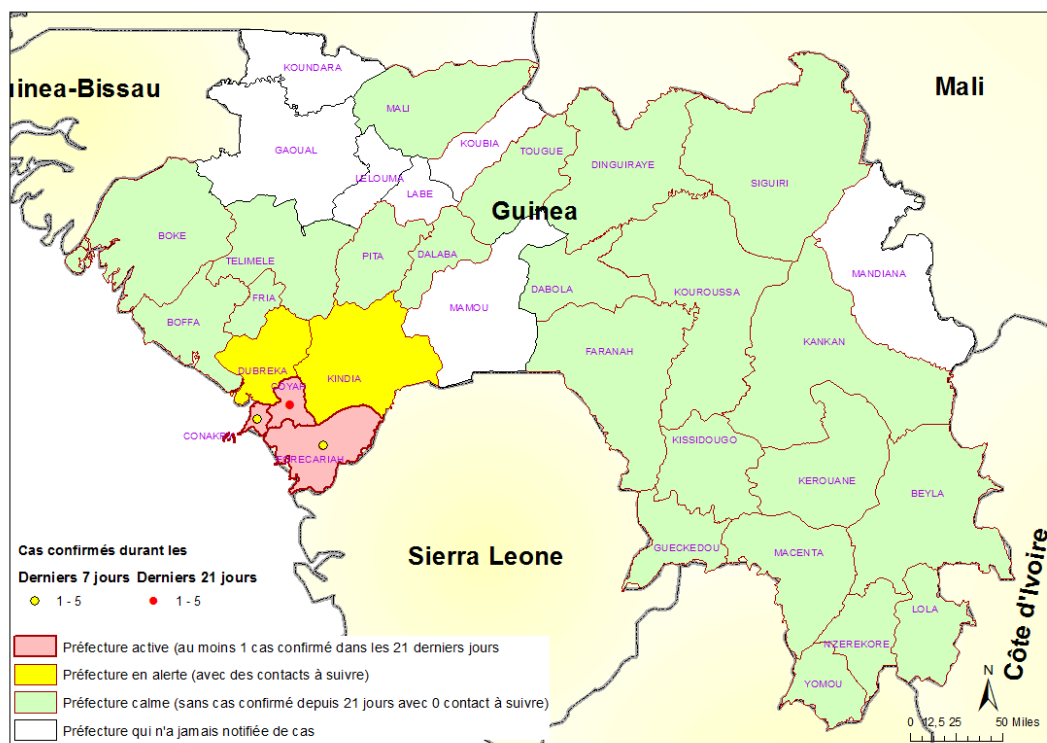 KOUNDARA
uinea-Bissau
Mali
MALI
KOUBIA
GAOUAL
TOUGUE
DINGUIRAYE
LELOUMA
LABE
SIGUIRI
Guinea
BOKE
TELIMELE
PITA
DALABA
MANDIANA
FRIA
DABOLA
KOUROUSSA
MAMOU
BOFFA
KANKAN
FARANAH
DUBREKA
KINDIA
COYAH
CONAKRY
KISSIDOUGO
KEROUANE
BEYLA
GUECKEDOU
MACENTA
Sierra Leone
Côte d'Ivoire
LOLA
NZEREKORE
YOMOU
N
0 12,5 25 50 Miles
Cas confirmés durant les
Derniers 7 jours Derniers 21 jours
1 - 5 1 - 5
Préfecture active (au moins 1 cas confirmé dans les 21 derniers jours
Préfecture en alerte (avec des contacts à suivre)
Préfecture calme (sans cas confirmé depuis 21 jours avec 0 contact à suivre)
Préfecture qui n'a jamais notifiée de cas